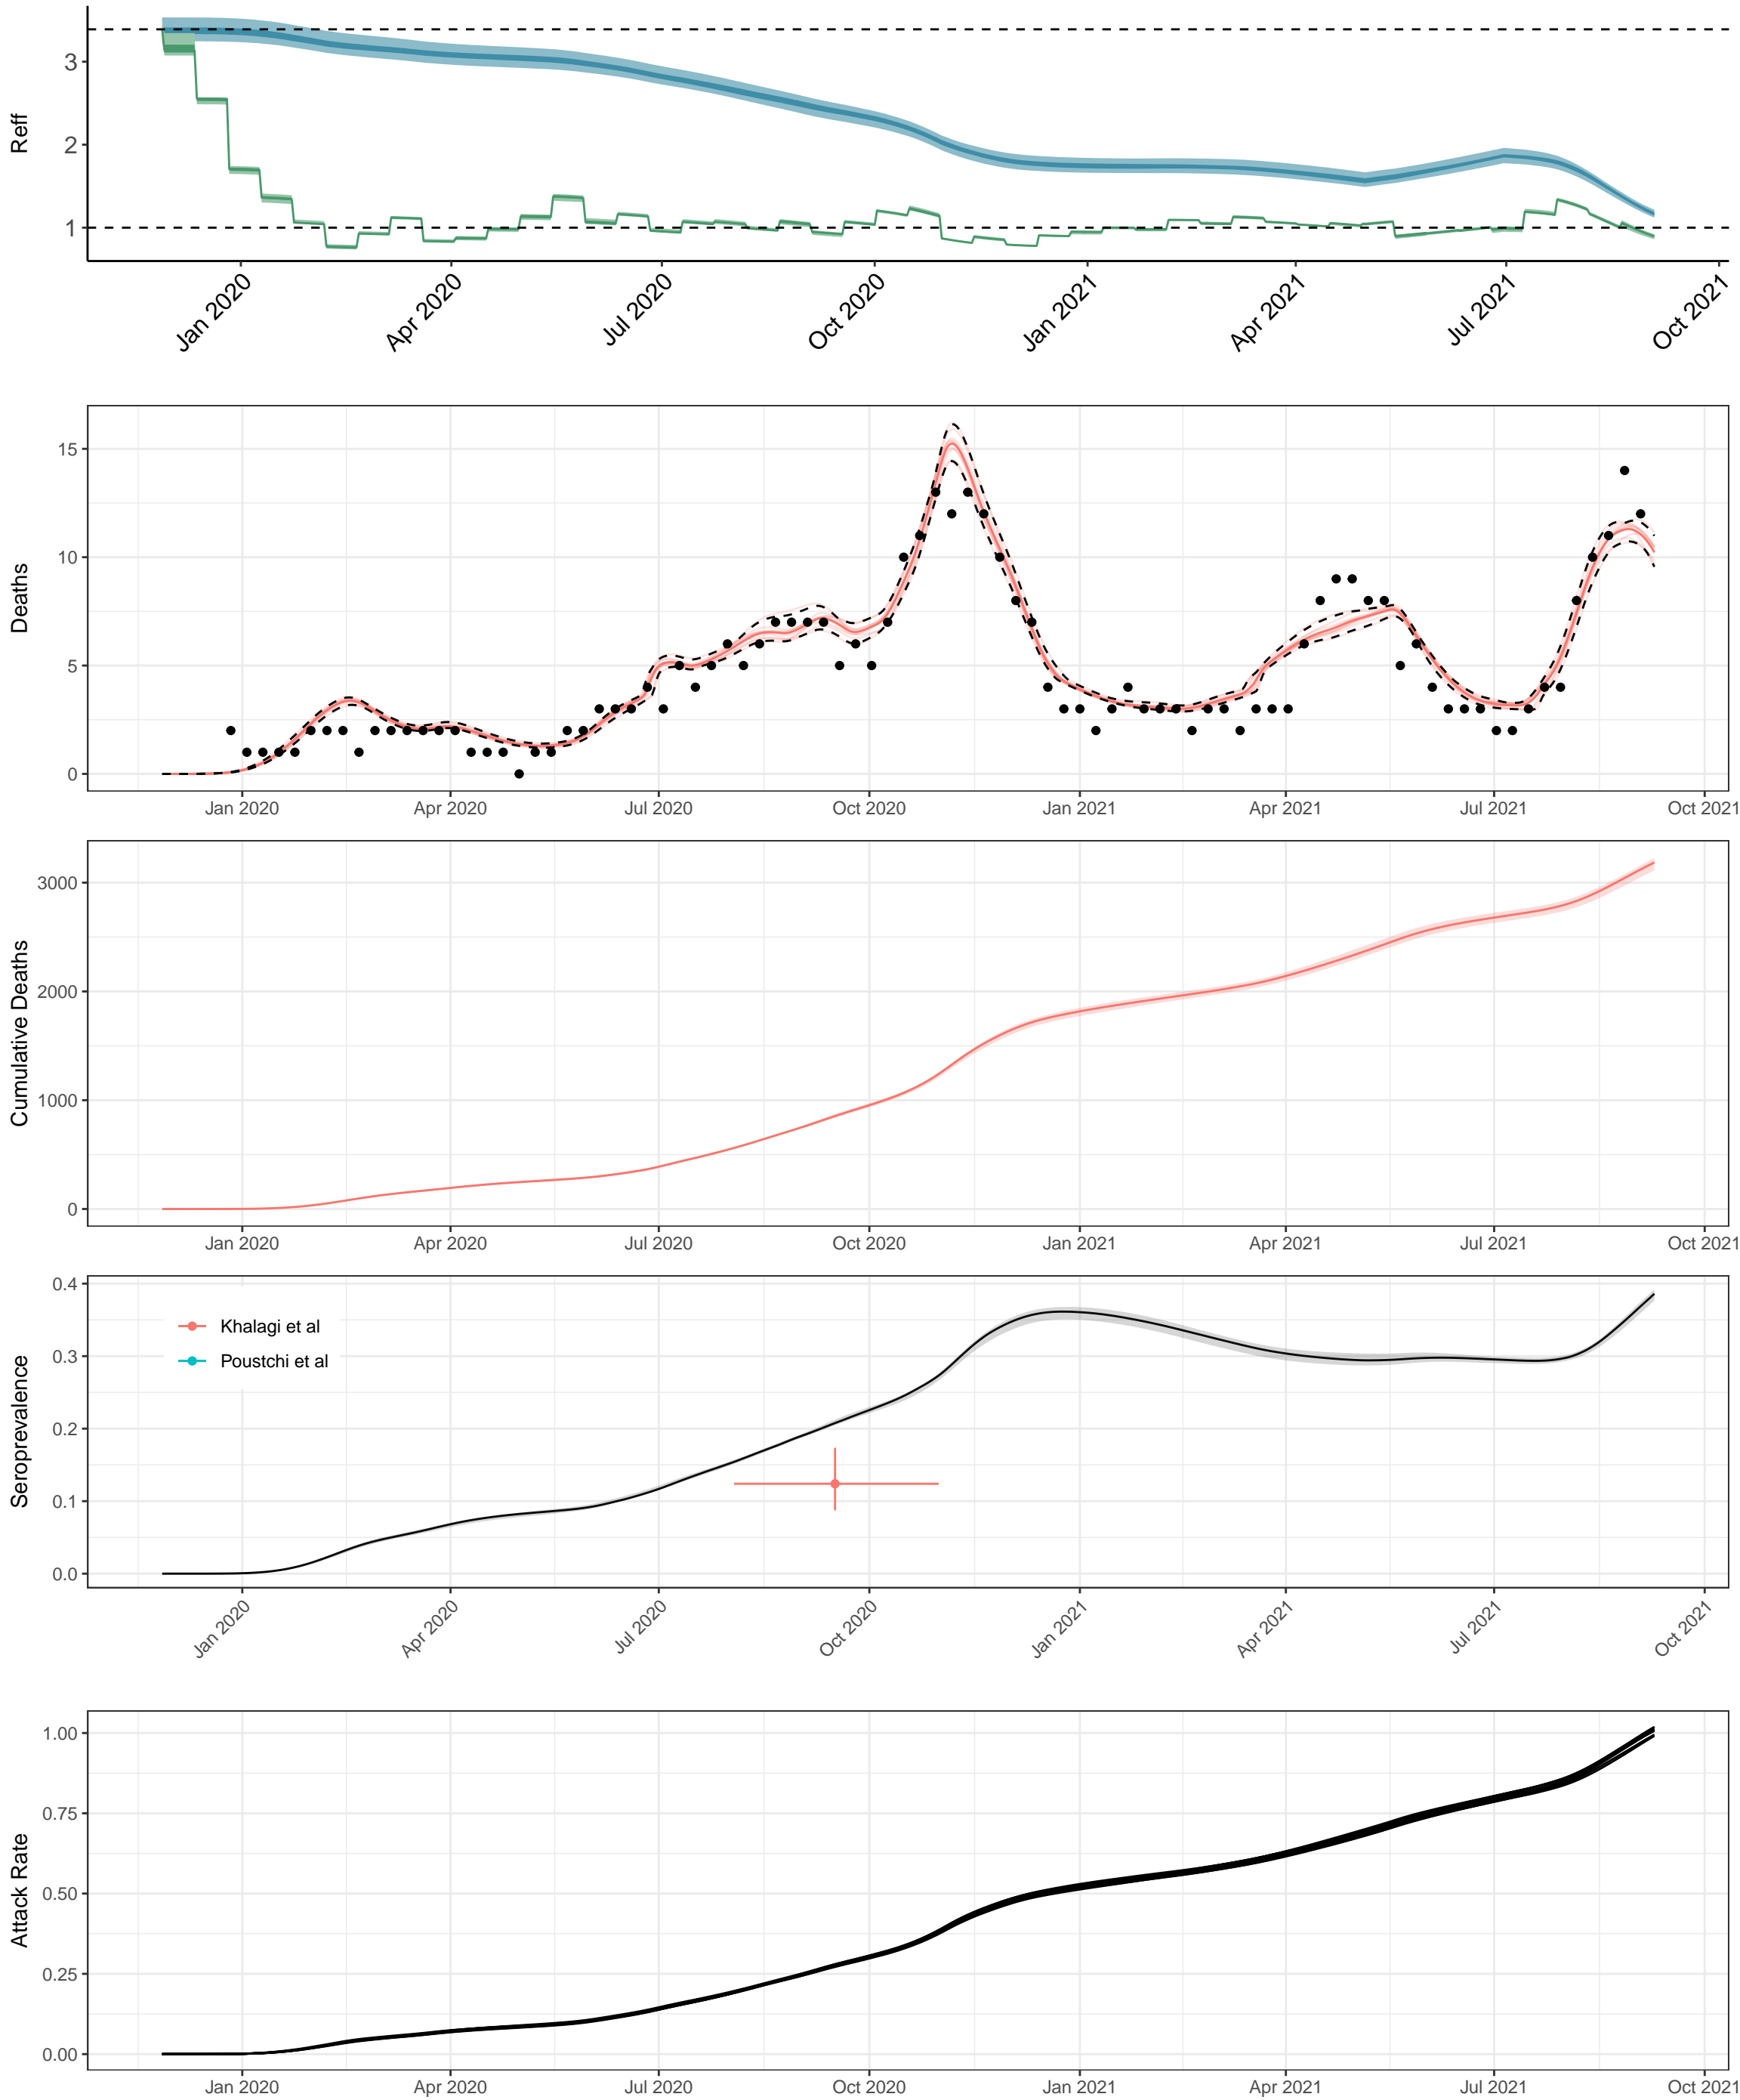 Reff
3
2
1
Jan 2020
Apr 2020
Jul 2020
Oct 2020
Jan 2021
Apr 2021
Jul 2021
Oct 2021
Deaths
15
10
5
0
Jan 2020
Apr 2020
Jul 2020
Oct 2020
Jan 2021
Apr 2021
Jul 2021
Oct 2021
Cumulative Deaths
3000
2000
1000
0
Jan 2020
Apr 2020
Jul 2020
Oct 2020
Jan 2021
Apr 2021
Jul 2021
Oct 2021
Seroprevalence
0.4
0.3
0.2
0.1
0.0
Khalagi et al
Poustchi et al
Jan 2020
Apr 2020
Jul 2020
Oct 2020
Jan 2021
Apr 2021
Jul 2021
Oct 2021
Attack Rate
1.00
0.75
0.50
0.25
0.00
Jan 2020
Apr 2020
Jul 2020
Oct 2020
Jan 2021
Apr 2021
Jul 2021
Oct 2021